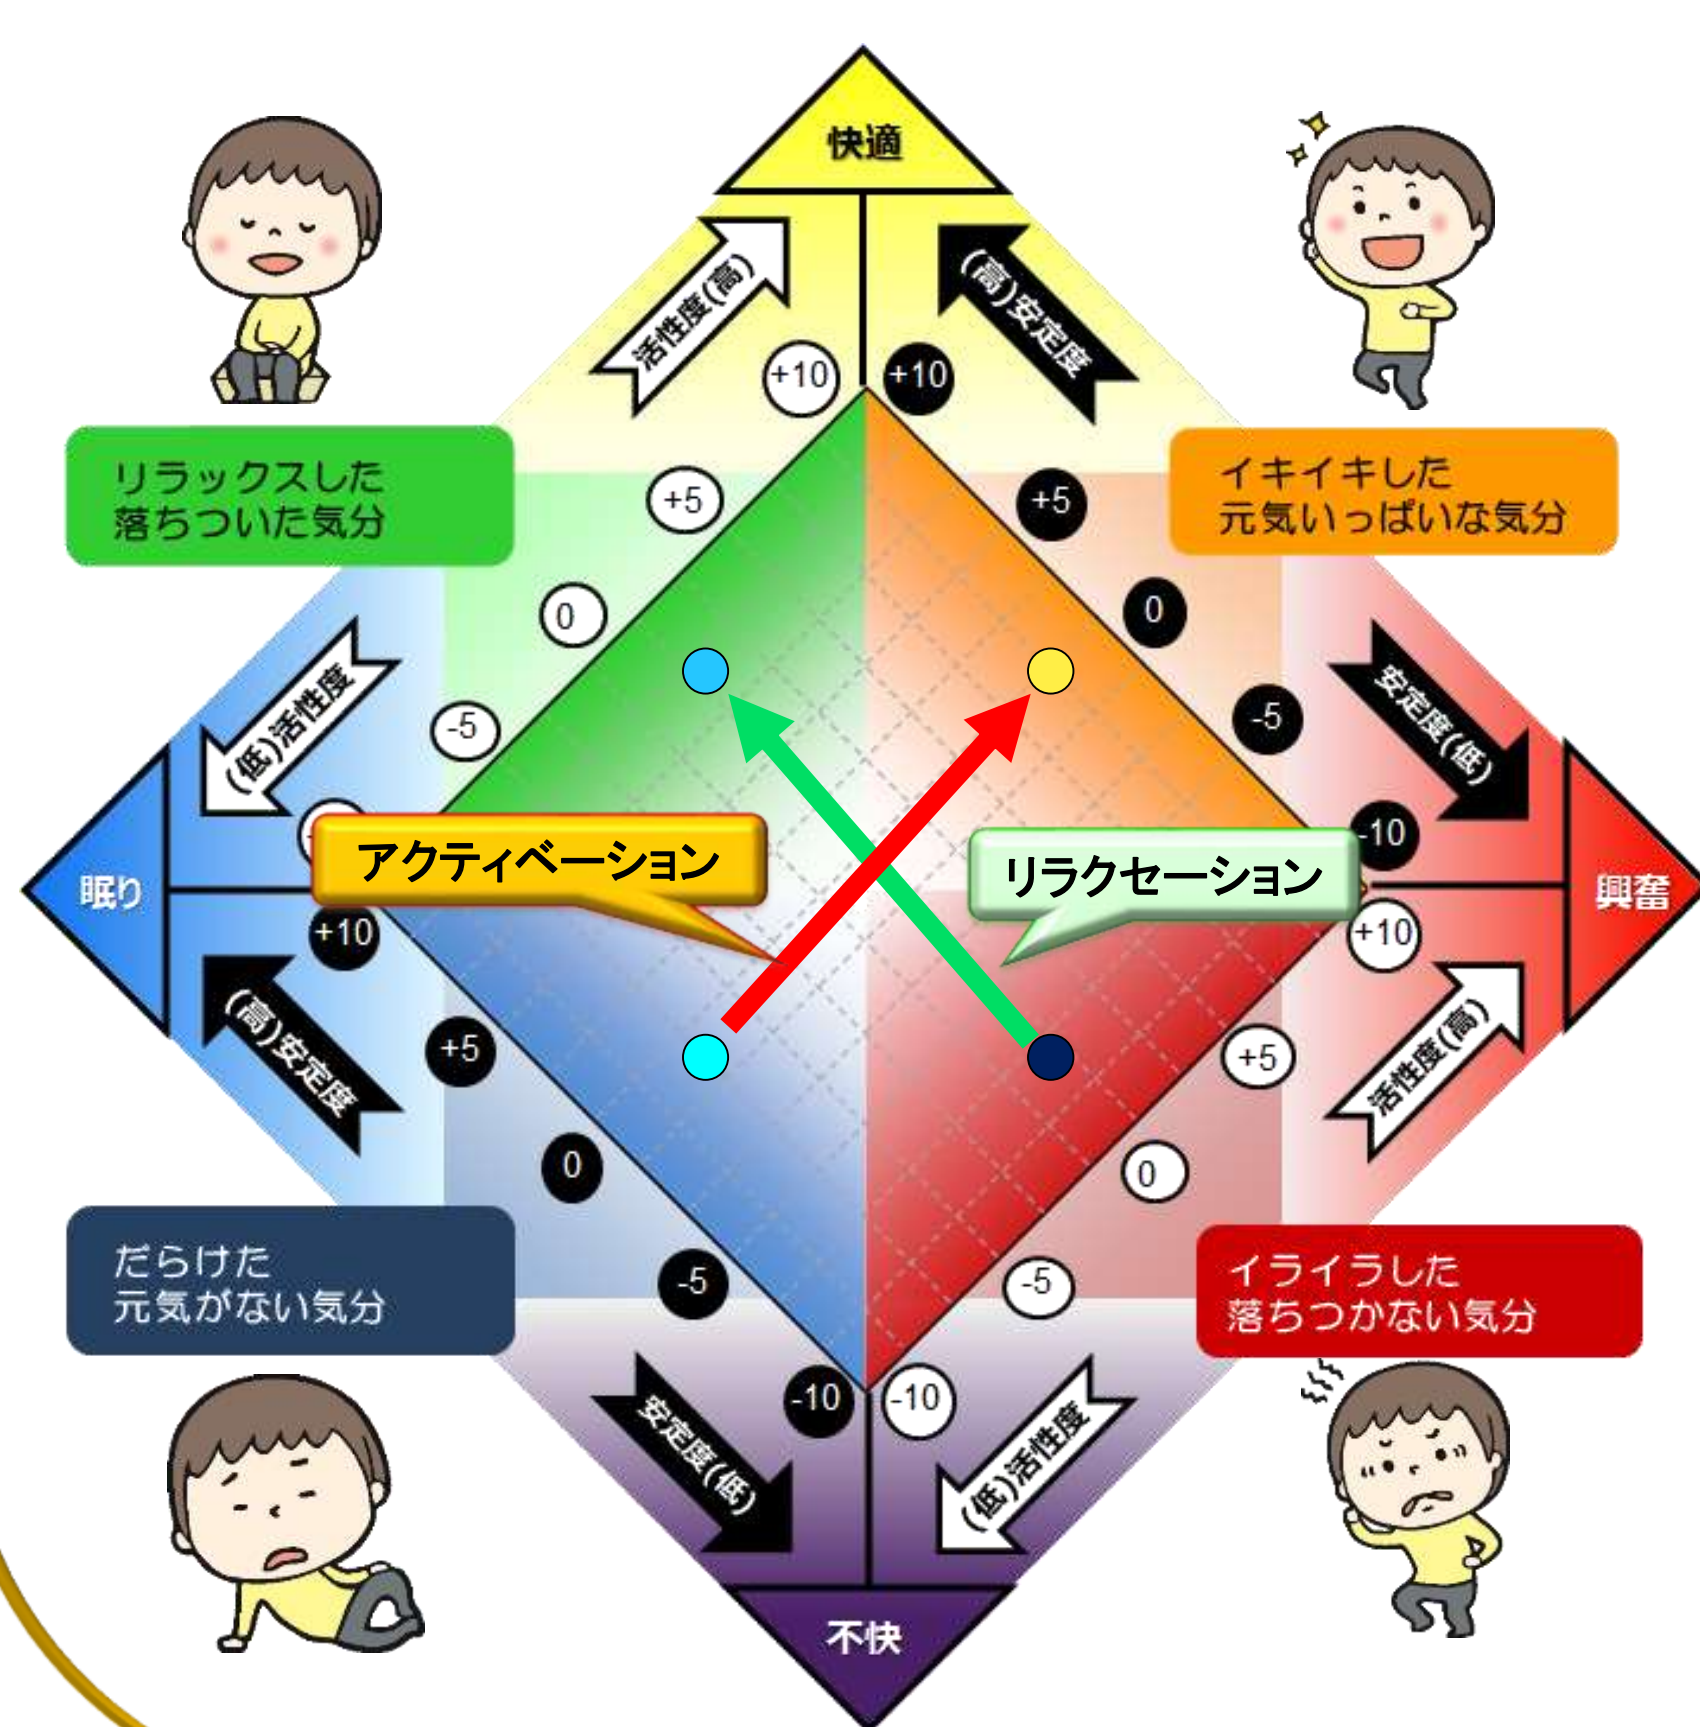 快適
活性度(高)
(高)安定度
+10
+10
リラックスした
落ちついた気分
イキイキした
元気いっぱいな気分
+5
+5
0
0
(低)活性度
-5
-5
安定度(低)
アクティベーション
リラクセーション
-10
眠り
興奮
+10
+10
(高)安定度
+5
+5
活性度(高)
0
0
だらけた
元気がない気分
-5
-5
イライラした
落ちつかない気分
安定度(低)
-10
-10
(低)活性度
不快